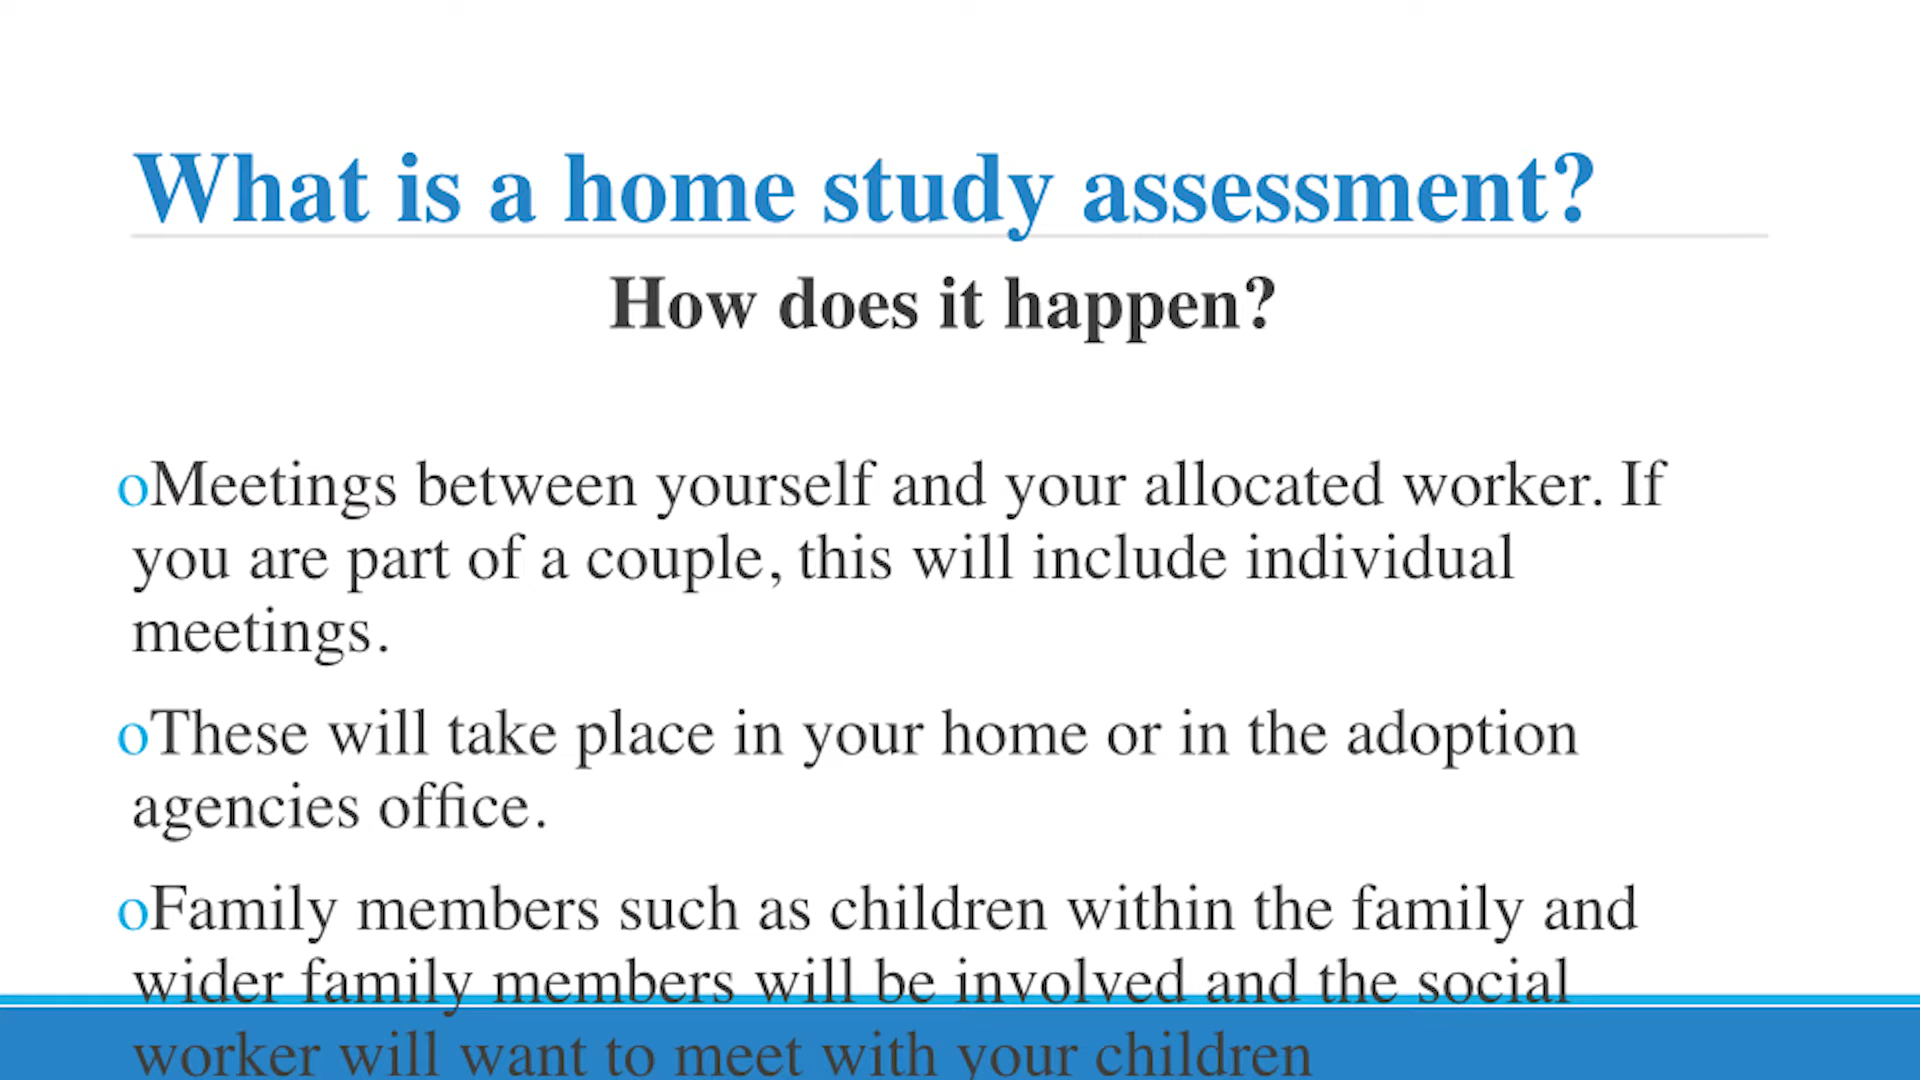 What is a home study assessment?
How does it happen?
oMeetings between yourself and your allocated worker. If
you are part of a couple, this will include individual
meetings.
oThese will take place in your home or in the adoption
agencies office.
oFamily members such as children within the family and
wider family members will be involved and the social
worker will want to meet with your children